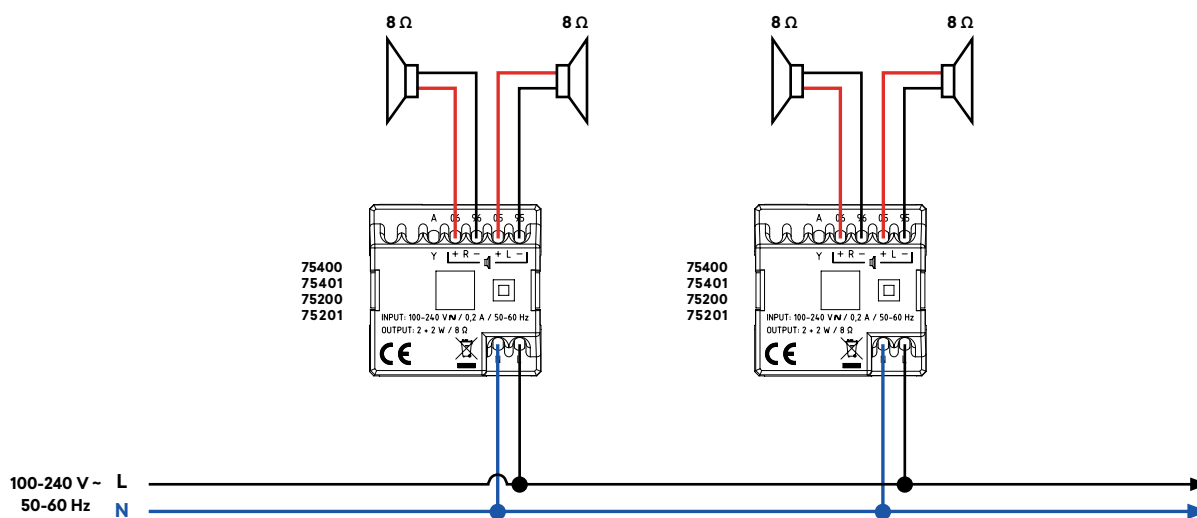 8 Ω
8 Ω
8 Ω
8 Ω
A 06 96 05 95
Y + R − + L −
75400
75401
75200
75201
INPUT: 100-240 V~ / 0,2 A / 50-60 Hz
OUTPUT: 2 + 2 W / 8 Ω
CE
N L
A 06 96 05 95
Y + R − + L −
75400
75401
75200
75201
INPUT: 100-240 V~ / 0,2 A / 50-60 Hz
OUTPUT: 2 + 2 W / 8 Ω
CE
N L
100-240 V ~ L
50-60 Hz N